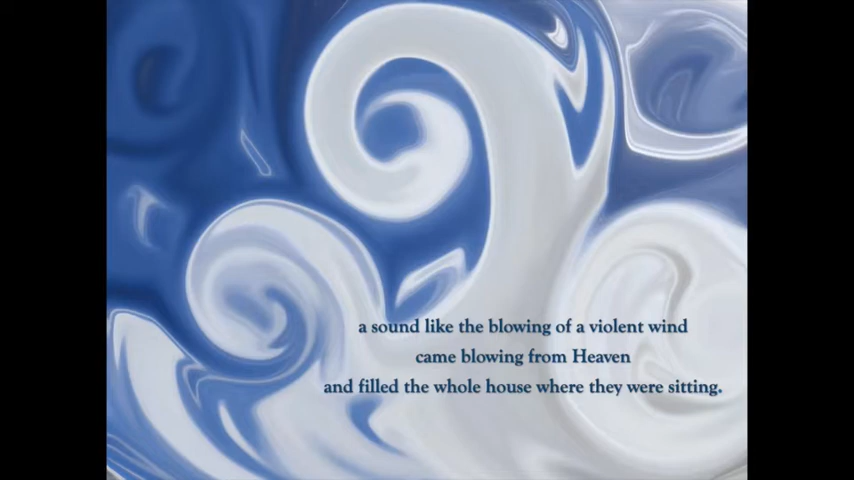 a sound like the blowing of a violent wind
came blowing from Heaven
and filled the whole house where they were sitting.